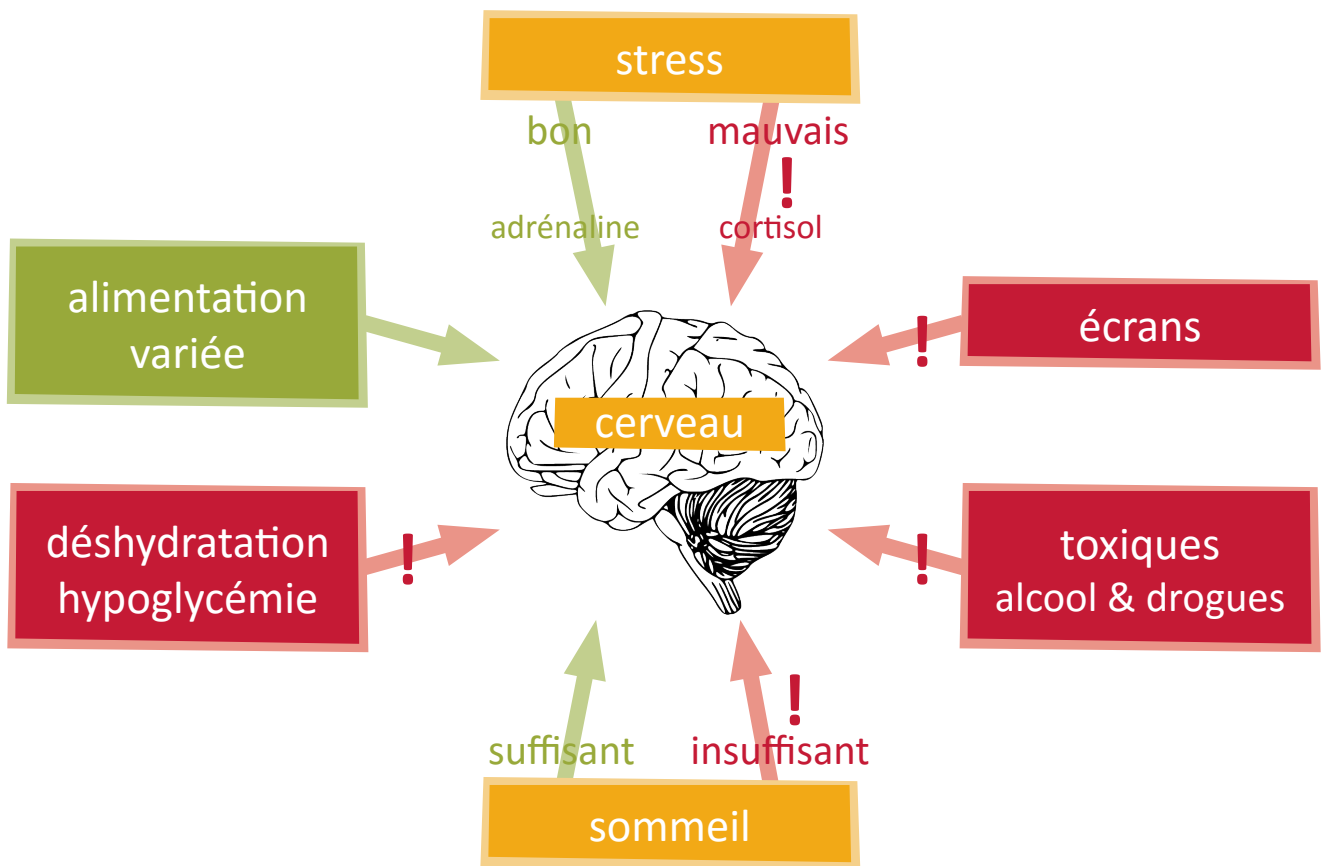 stress
bon
mauvais
!
adrénaline
cortisol
alimentation
variée
écrans
!
cerveau
déshydratation
hypoglycémie
!
toxiques
alcool & drogues
!
suffisant
insuffisant
!
sommeil